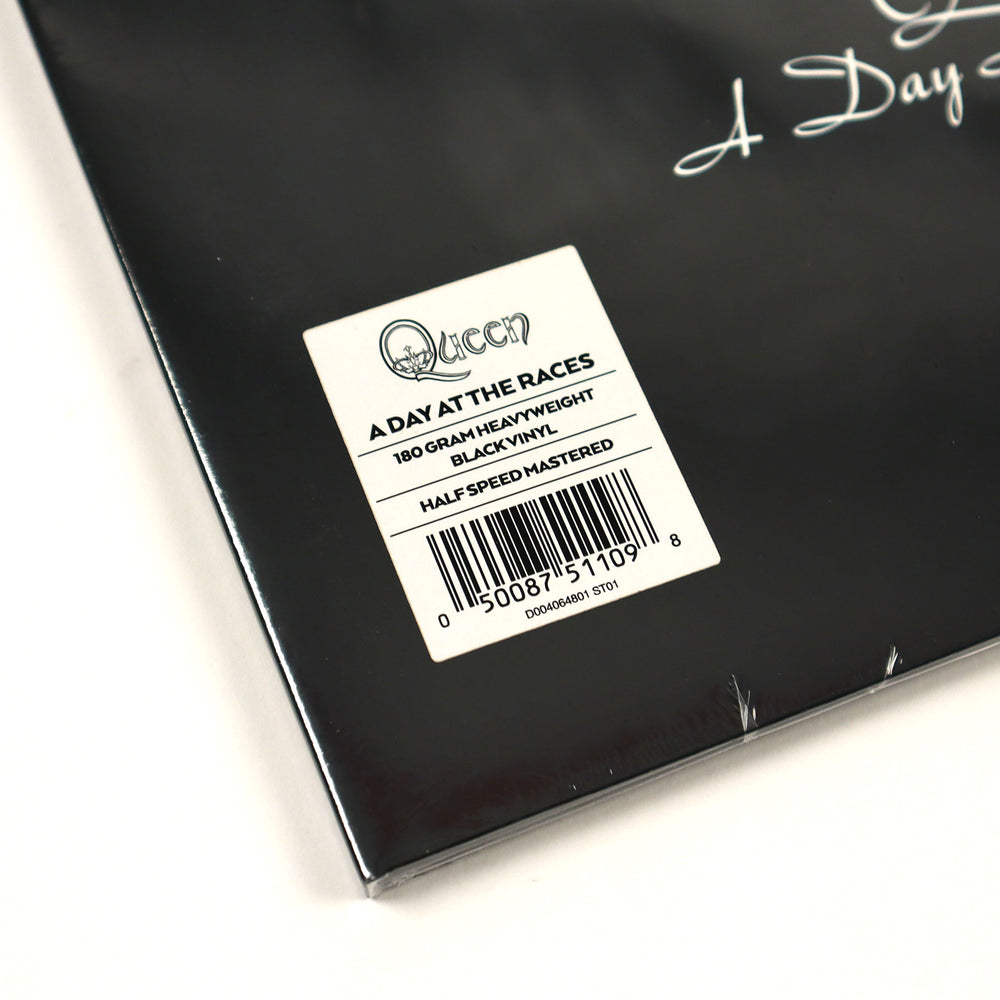 A Day
Queen
A DAY AT THE RACES
180 GRAM HEAVYWEIGHT
BLACK VINYL
HALF SPEED MASTERED
0 50087 51109 8
D004064801 ST01